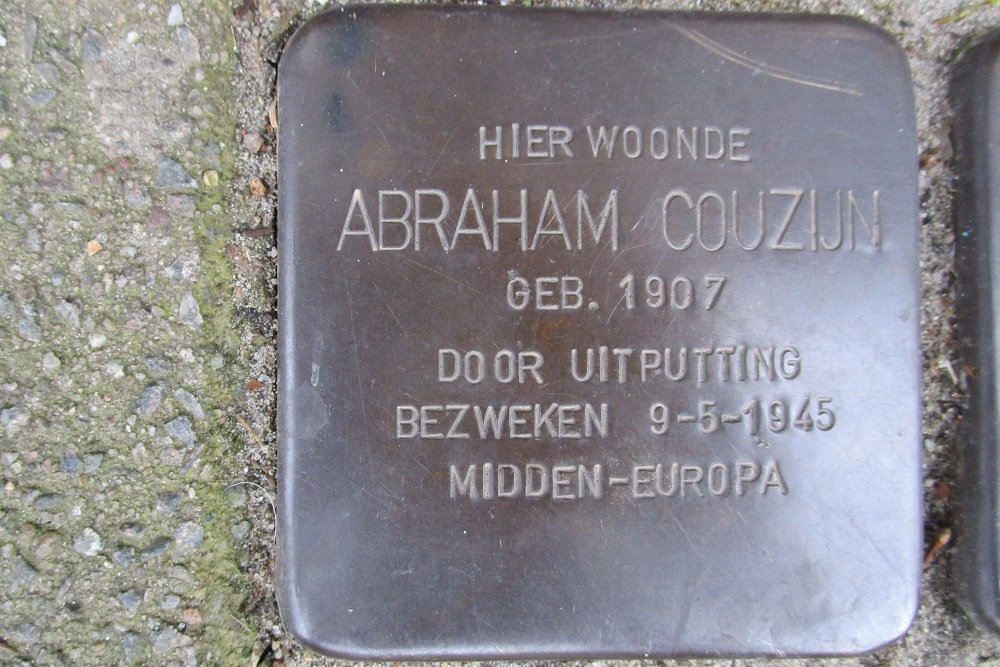 HIER WOONDE
ABRAHAM COUZIJN
GEB. 1907
DOOR UITPUTTING
BEZWEKEN 9-5-1945
MIDDEN-EUROPA